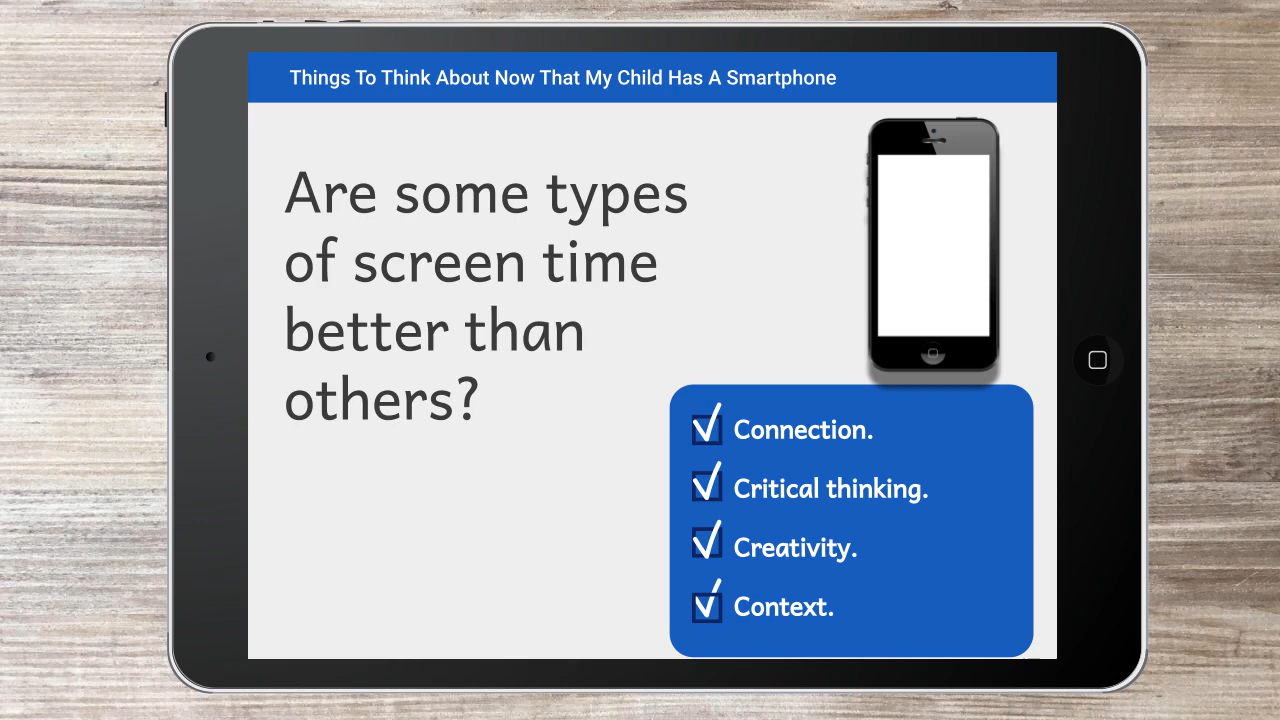 Things To Think About Now That My Child Has A Smartphone
Are some types
of screen time
better than
others?
Connection.
Critical thinking.
Creativity.
Context.